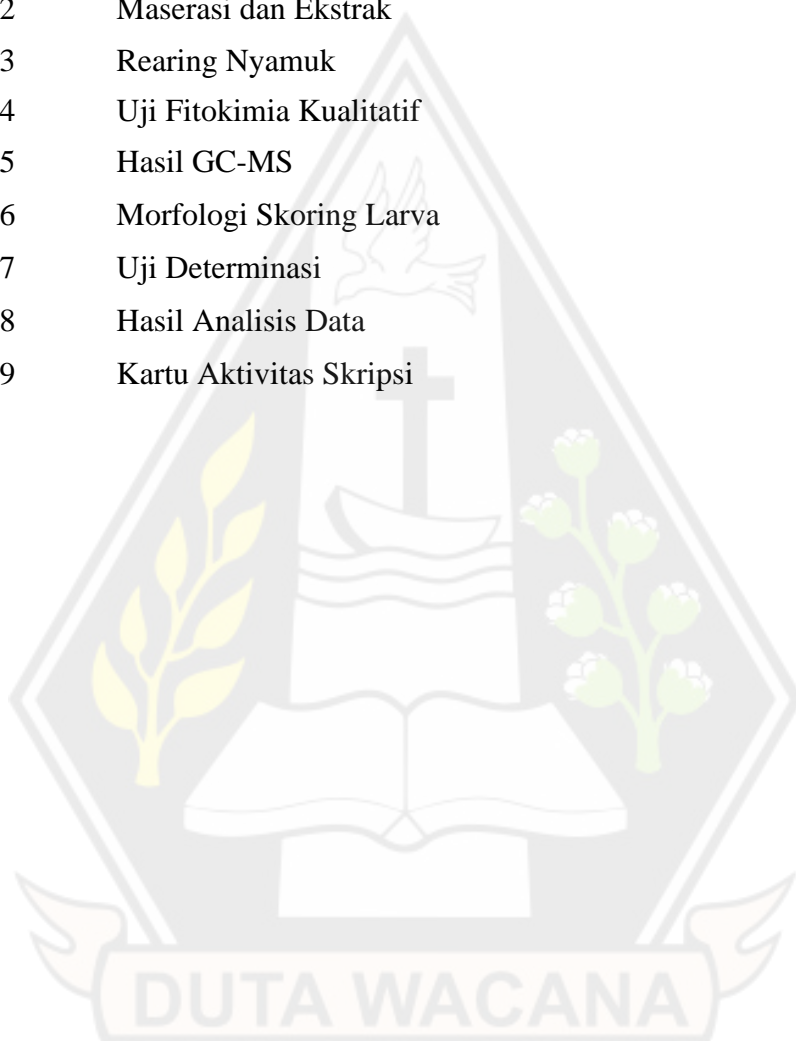 2 Maserasi dan Ekstrak
3 Rearing Nyamuk
4 Uji Fitokimia Kualitatif
5 Hasil GC-MS
6 Morfologi Skoring Larva
7 Uji Determinasi
8 Hasil Analisis Data
9 Kartu Aktivitas Skripsi
DUTA WACANA